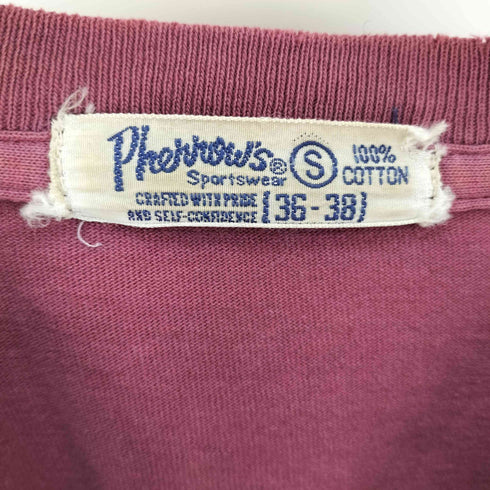 Pherrow's®
Sportswear
S
100%
COTTON
CRAFTED WITH PRIDE
AND SELF-CONFIDENCE
[36-38]